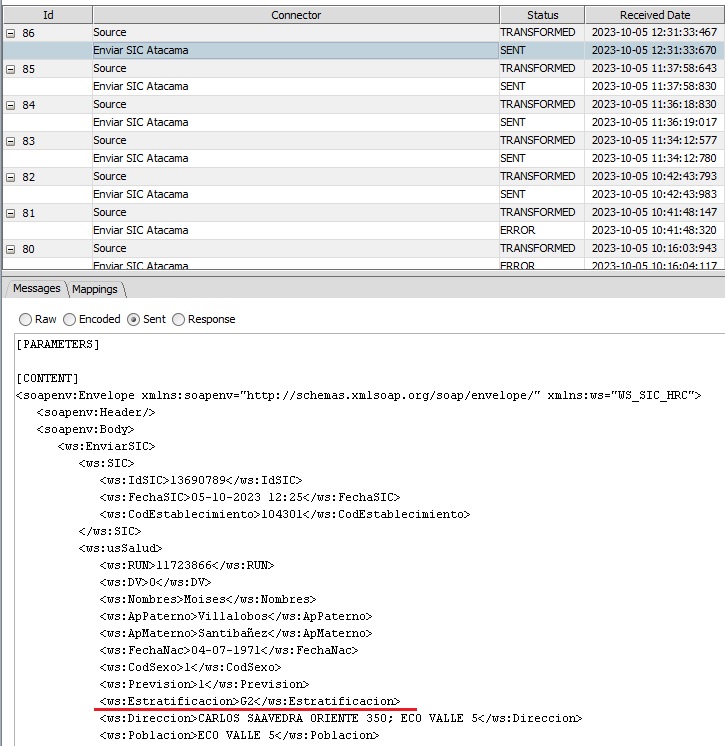 Id Connector Status Received Date
86 Source TRANSFORMED 2023-10-05 12:31:33:467
Enviar SIC Atacama SENT 2023-10-05 12:31:33:670
85 Source TRANSFORMED 2023-10-05 11:37:58:643
Enviar SIC Atacama SENT 2023-10-05 11:37:58:830
84 Source TRANSFORMED 2023-10-05 11:36:18:830
Enviar SIC Atacama SENT 2023-10-05 11:36:19:017
83 Source TRANSFORMED 2023-10-05 11:34:12:577
Enviar SIC Atacama SENT 2023-10-05 11:34:12:780
82 Source TRANSFORMED 2023-10-05 10:42:43:793
Enviar SIC Atacama SENT 2023-10-05 10:42:43:983
81 Source TRANSFORMED 2023-10-05 10:41:48:147
Enviar SIC Atacama ERROR 2023-10-05 10:41:48:320
80 Source TRANSFORMED 2023-10-05 10:16:03:943
Enviar SIC Atacama ERROR 2023-10-05 10:16:04:117
Messages Mappings
Raw Encoded Sent Response
[PARAMETERS]
[CONTENT]
<soapenv:Envelope xmlns:soapenv="http://schemas.xmlsoap.org/soap/envelope/" xmlns:ws="WS_SIC_HRC">
<soapenv:Header/>
<soapenv:Body>
<ws:EnviarSIC>
<ws:SIC>
<ws:IdSIC>13690789</ws:IdSIC>
<ws:FechaSIC>05-10-2023 12:25</ws:FechaSIC>
<ws:CodEstablecimiento>104301</ws:CodEstablecimiento>
</ws:SIC>
<ws:usSalud>
<ws:RUN>11723866</ws:RUN>
<ws:DV>0</ws:DV>
<ws:Nombres>Moises</ws:Nombres>
<ws:ApPaterno>Villalobos</ws:ApPaterno>
<ws:ApMaterno>Santibañez</ws:ApMaterno>
<ws:FechaNac>04-07-1971</ws:FechaNac>
<ws:CodSexo>1</ws:CodSexo>
<ws:Prevision>1</ws:Prevision>
<ws:Estratificacion>G2</ws:Estratificacion>
<ws:Direccion>CARLOS SAAVEDRA ORIENTE 350; ECO VALLE 5</ws:Direccion>
<ws:Poblacion>ECO VALLE 5</ws:Poblacion>